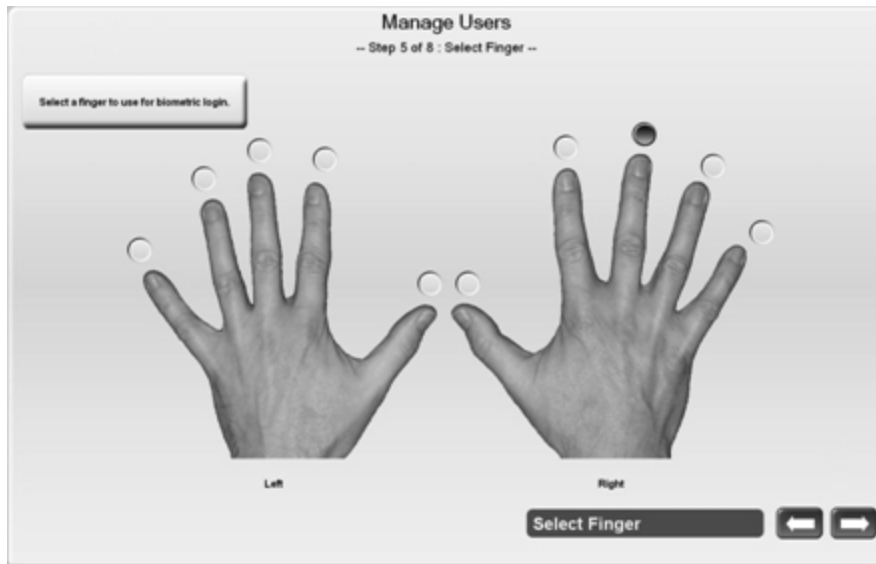 Manage Users
-- Step 5 of 8 : Select Finger --
Select a finger to use for biometric login.
Left
Right
Select Finger